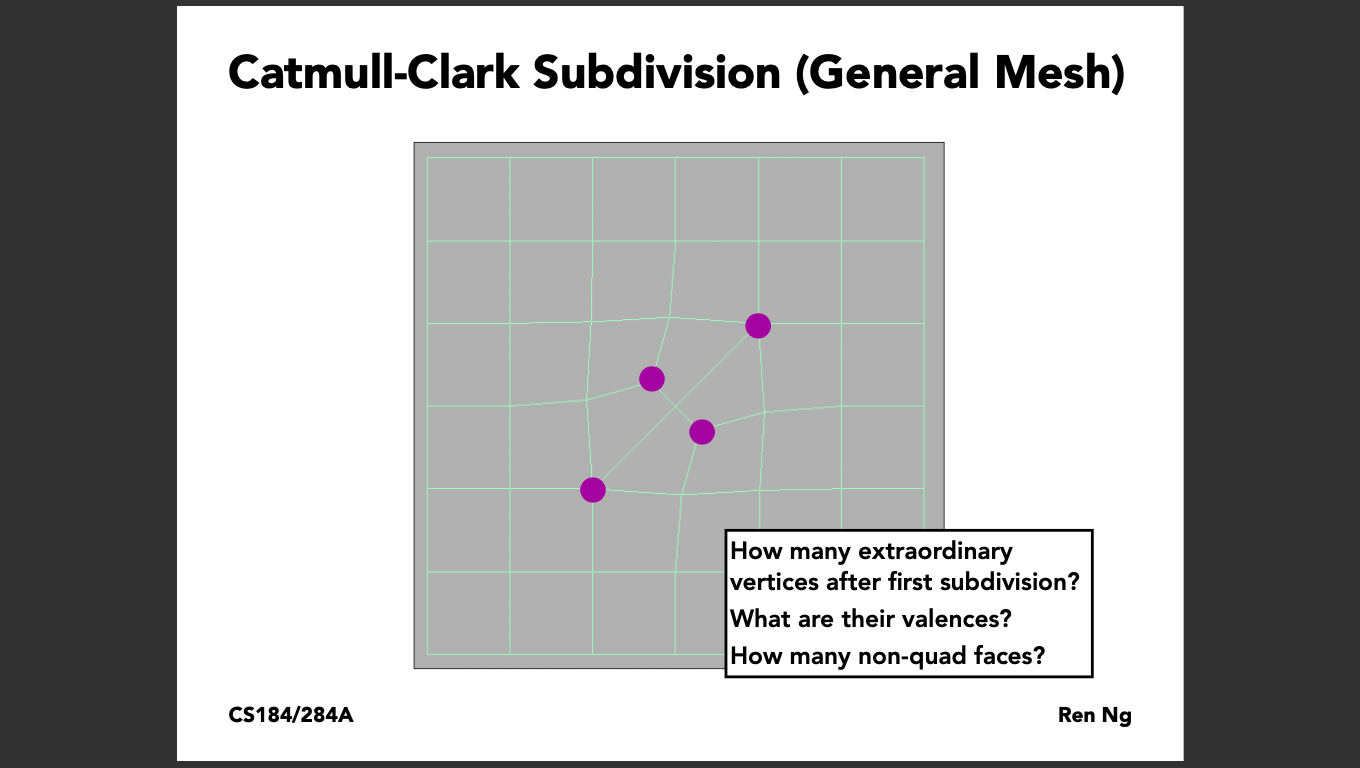 Catmull-Clark Subdivision (General Mesh)
How many extraordinary
vertices after first subdivision?
What are their valences?
How many non-quad faces?
CS184/284A
Ren Ng